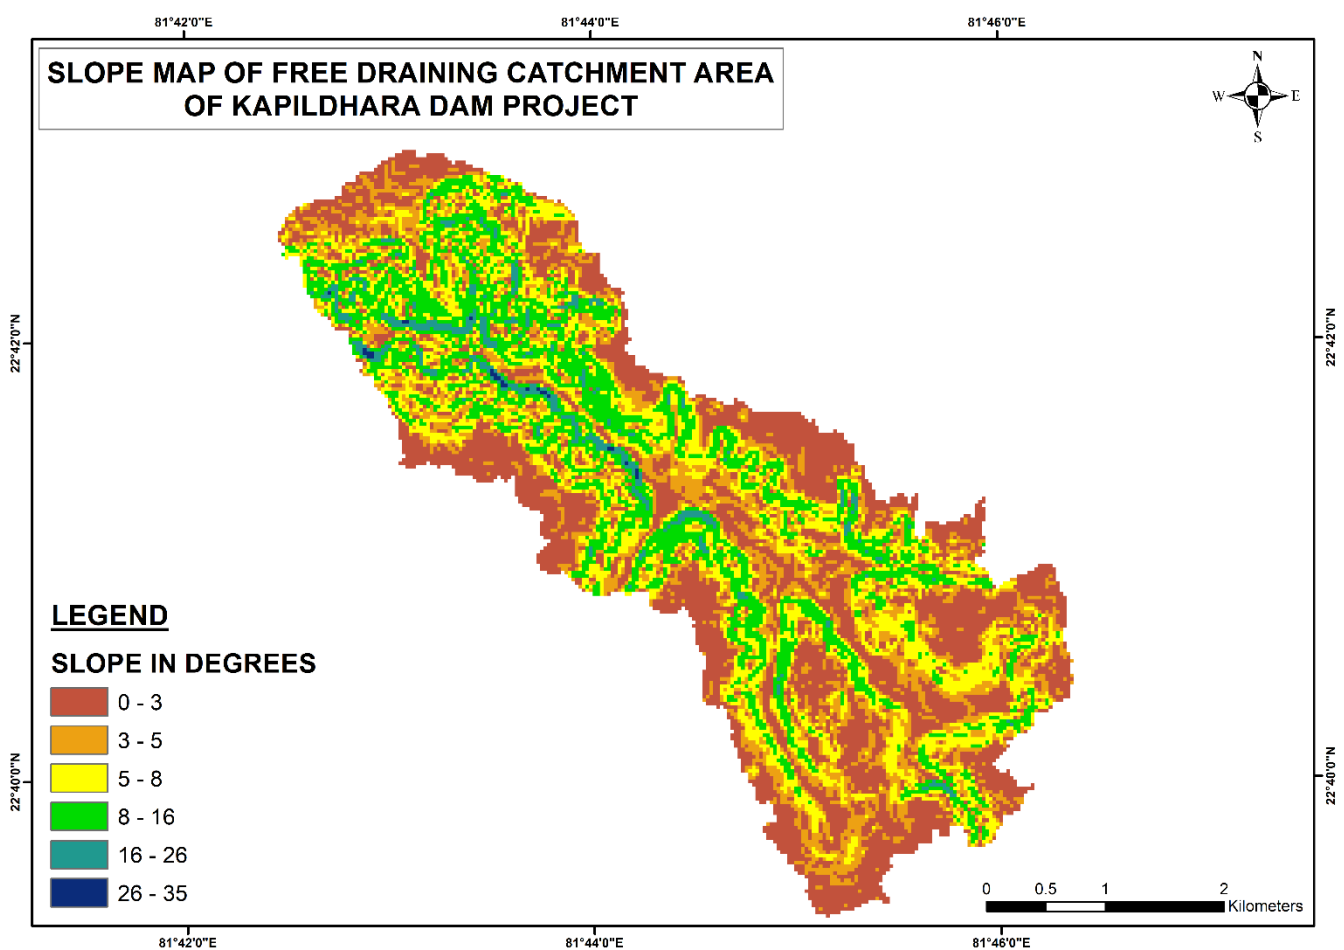 81°42'0"E
81°44'0"E
81°46'0"E
SLOPE MAP OF FREE DRAINING CATCHMENT AREA
OF KAPILDHARA DAM PROJECT
N
W
E
S
22°42'0"N
22°42'0"N
LEGEND
SLOPE IN DEGREES
0 - 3
3 - 5
5 - 8
8 - 16
16 - 26
26 - 35
22°40'0"N
22°40'0"N
0 0.5 1 2
Kilometers
81°42'0"E
81°44'0"E
81°46'0"E